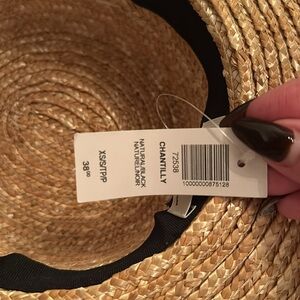 72538
CHANTILLY
10000000875128
NATURAL/BLACK
NATUREL/NOIR
XS/S/TP/P
38.00